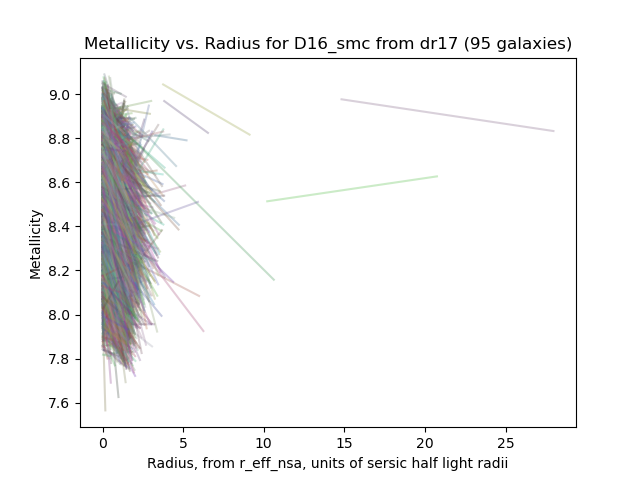 Metallicity vs. Radius for D16_smc from dr17 (95 galaxies)
9.0
8.8
8.6
8.4
8.2
8.0
7.8
7.6
Metallicity
0 5 10 15 20 25
Radius, from r_eff_nsa, units of sersic half light radii